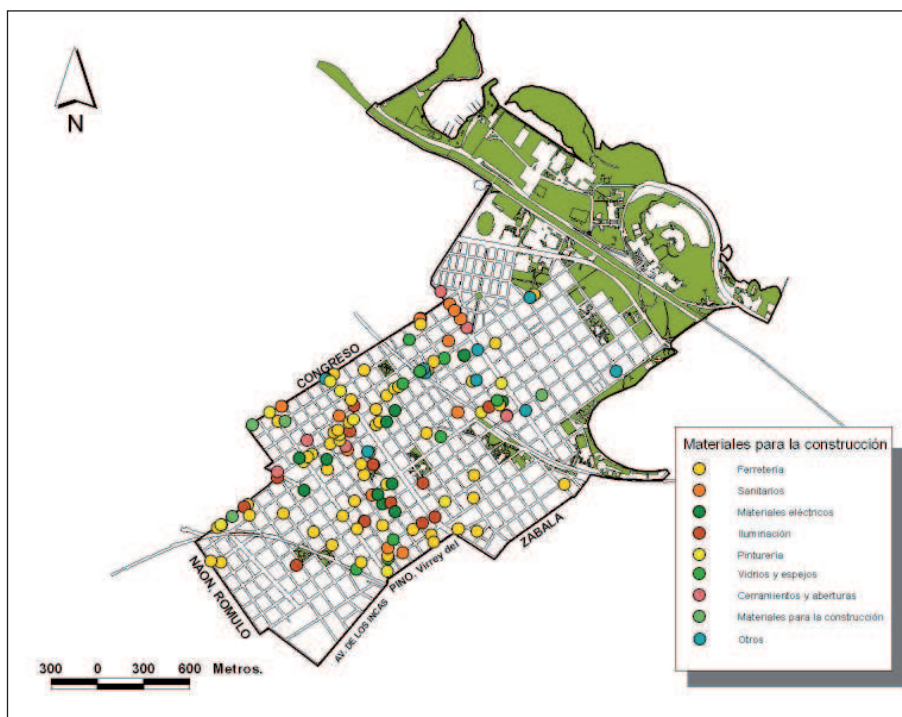 N
CONGRESO
NAON, ROMULO
AV. DE LOS INCAS
PINO, Virrey del
ZABALA
300 0 300 600 Metros.
Materiales para la construcción
Ferretería
Sanitarios
Materiales eléctricos
Iluminación
Pinturería
Vidrios y espejos
Cerramientos y aberturas
Materiales para la construcción
Otros